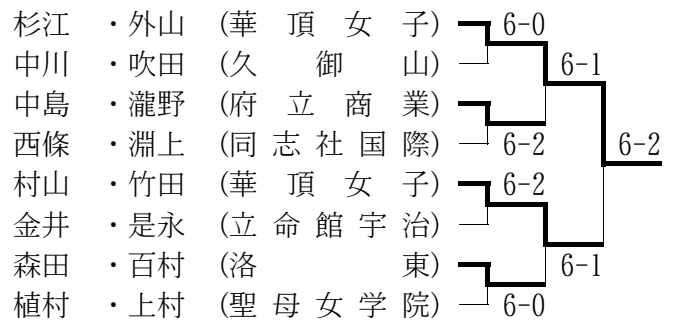 杉江 ・外山 (華頂女子) 6-0
中川 ・吹田 (久御山) 6-1
中島 ・瀧野 (府立商業)
西條 ・淵上 (同志社国際) 6-2 6-2
村山 ・竹田 (華頂女子) 6-2
金井 ・是永 (立命館宇治)
森田 ・百村 (洛東) 6-1
植村 ・上村 (聖母女学院) 6-0